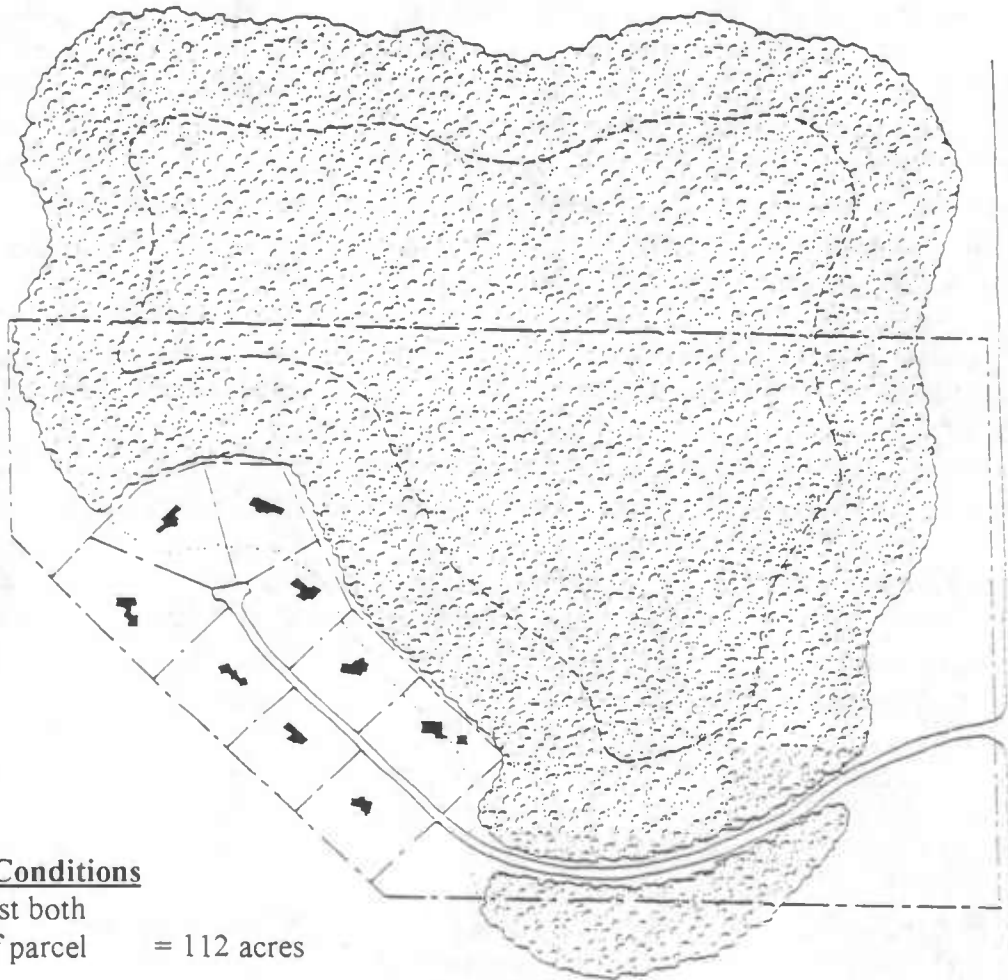 Conditions
st both
parcel = 112 acres